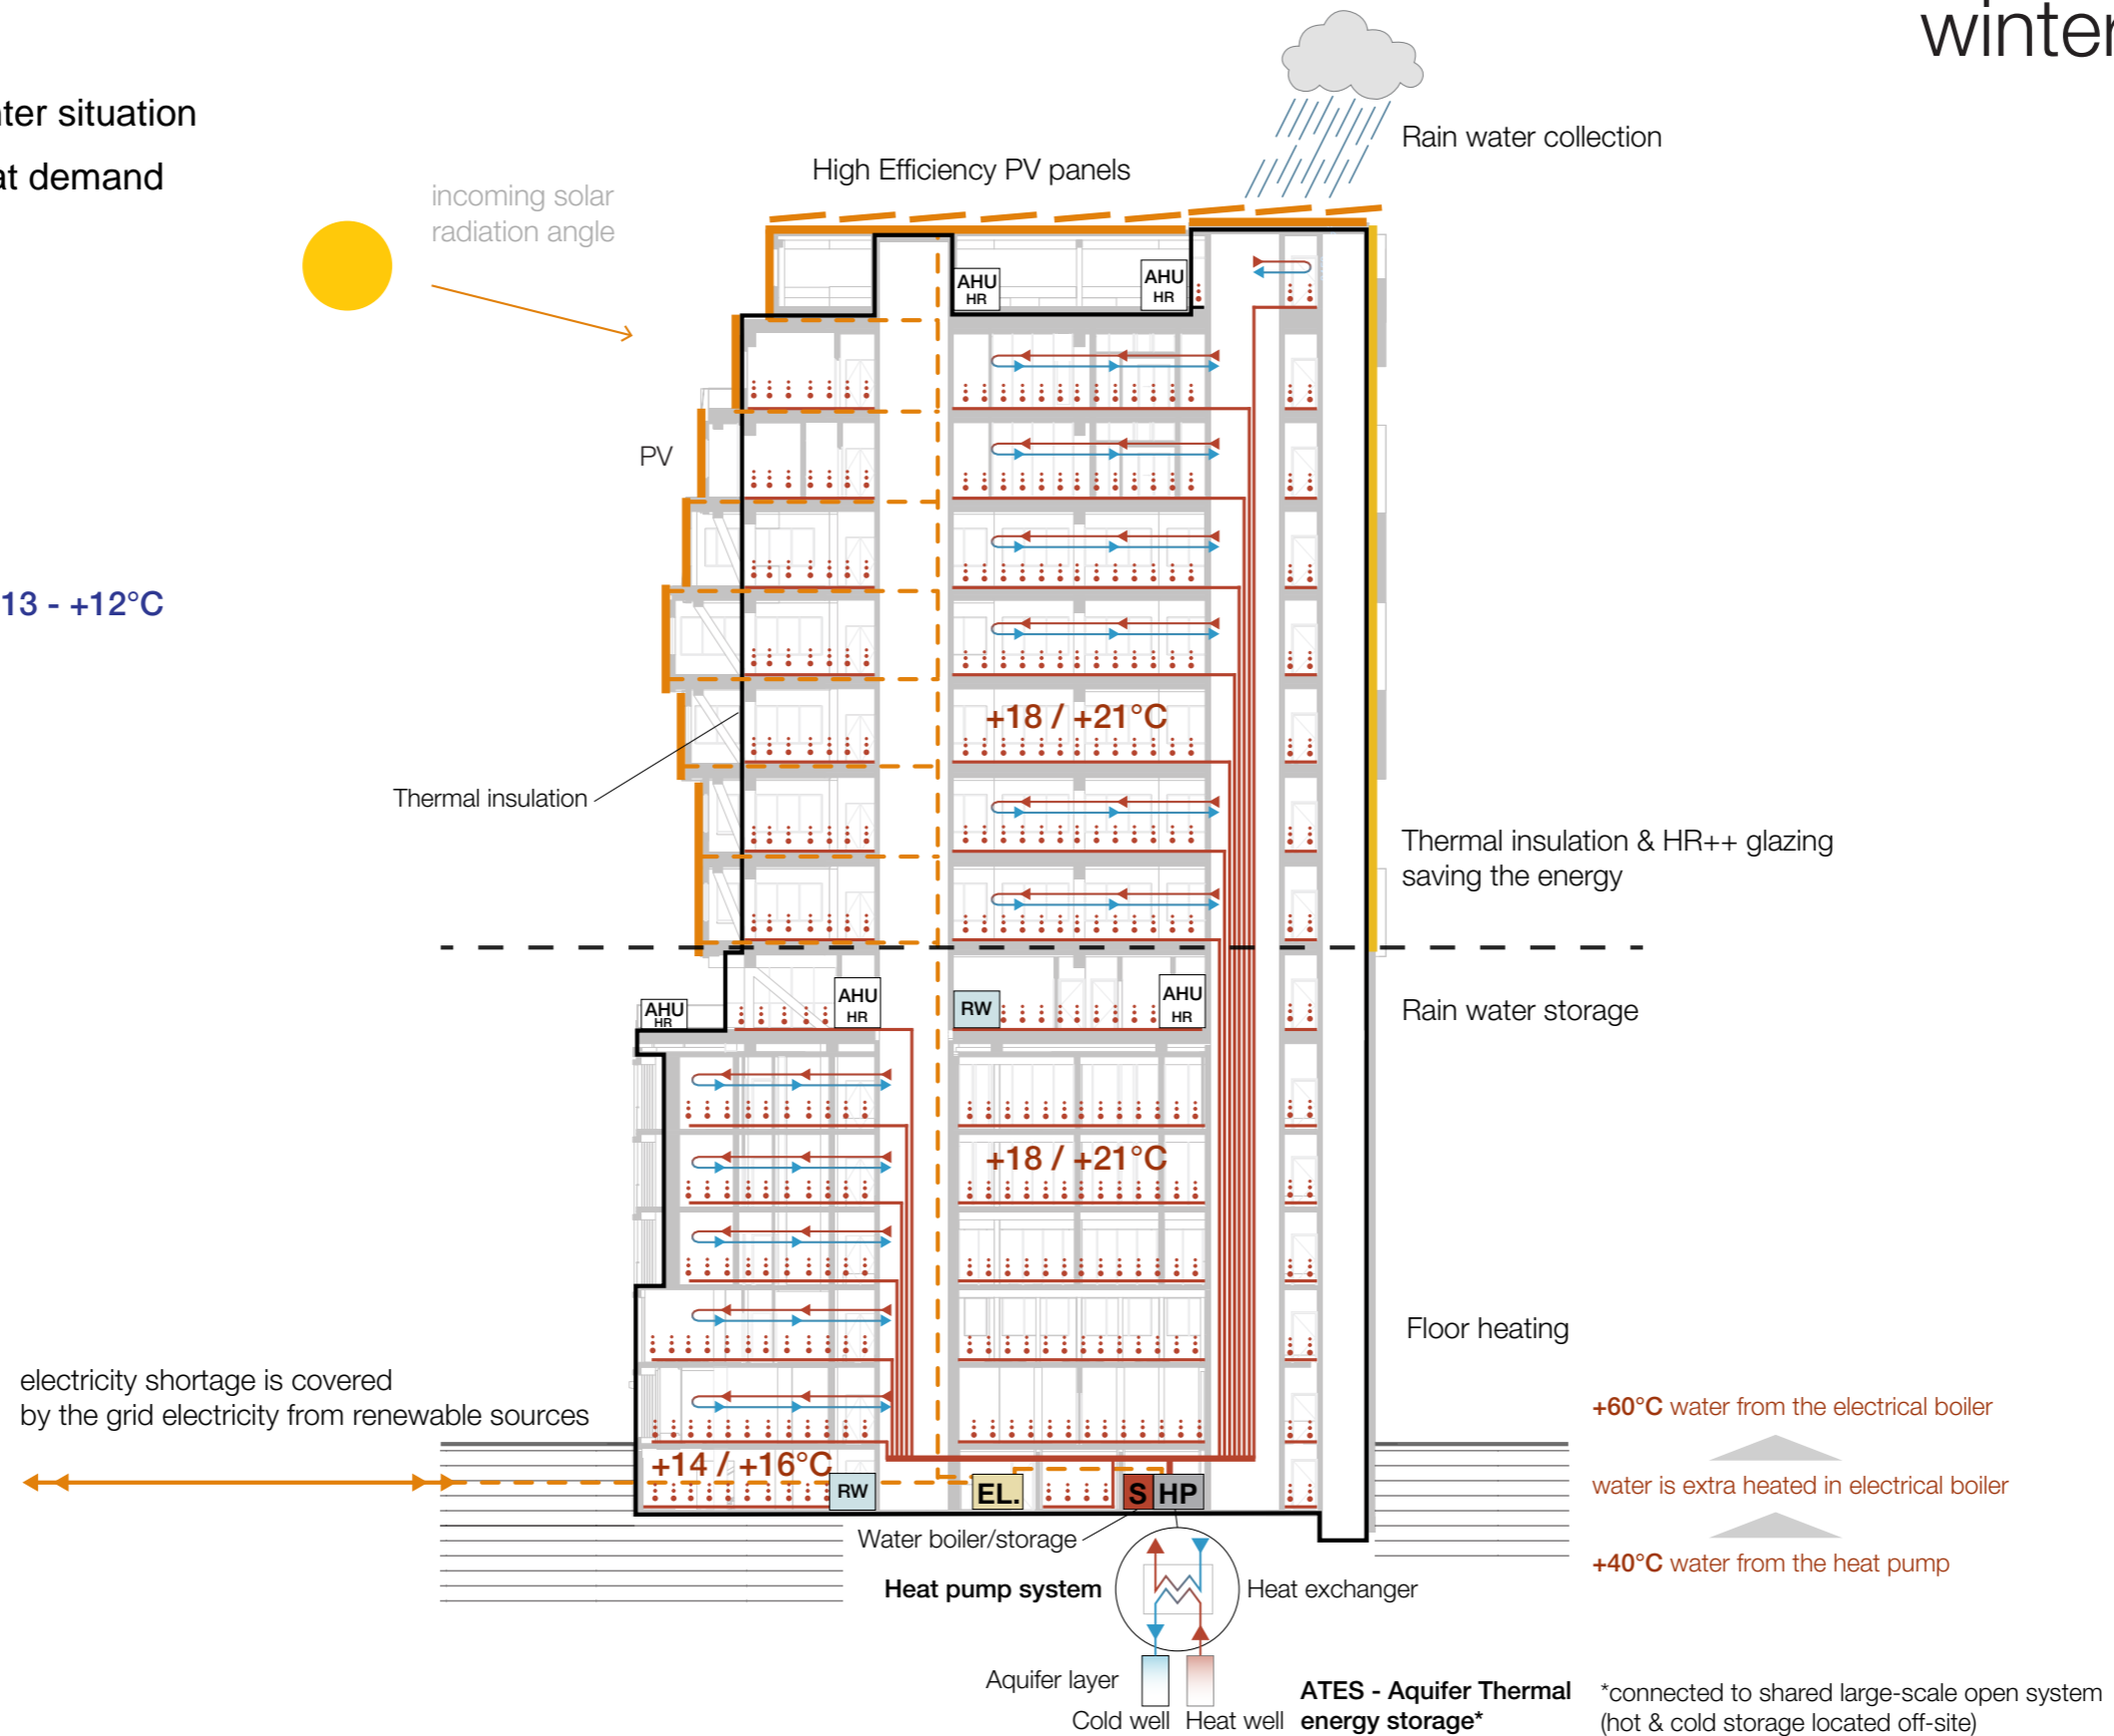 winter
nter situation
at demand
Rain water collection
High Efficiency PV panels
incoming solar
radiation angle
AHU
HR
AHU
HR
PV
13 - +12°C
+18 / +21°C
Thermal insulation
Thermal insulation & HR++ glazing
saving the energy
AHU
HR
AHU
HR
RW
AHU
HR
Rain water storage
+18 / +21°C
Floor heating
electricity shortage is covered
by the grid electricity from renewable sources
+60°C water from the electrical boiler
+14 / +16°C
RW
EL.
S
HP
water is extra heated in electrical boiler
Water boiler/storage
+40°C water from the heat pump
Heat pump system
Heat exchanger
Aquifer layer
Cold well
Heat well
ATES - Aquifer Thermal
energy storage*
*connected to shared large-scale open system
(hot & cold storage located off-site)